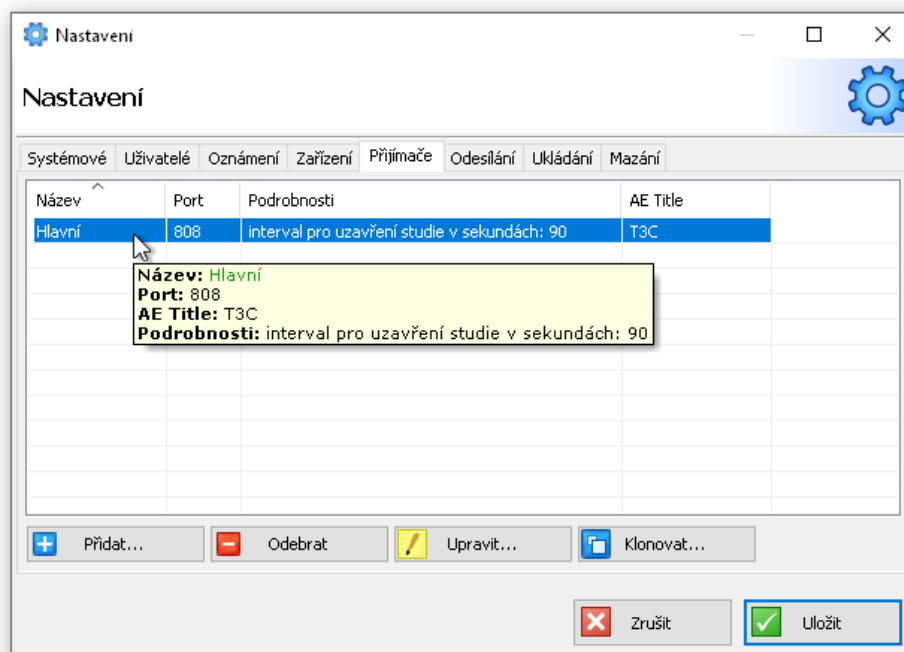 Nastavení
Nastavení
Systémové Uživatelé Oznámení Zařízení Přijímače Odesílání Ukládání Mazání
Název Port Podrobnosti AE Title
Hlavní 808 interval pro uzavření studie v sekundách: 90 T3C
Název: Hlavní
Port: 808
AE Title: T3C
Podrobnosti: interval pro uzavření studie v sekundách: 90
Přidat... Odebrat Upravit... Klonovat...
Zrušit Uložit